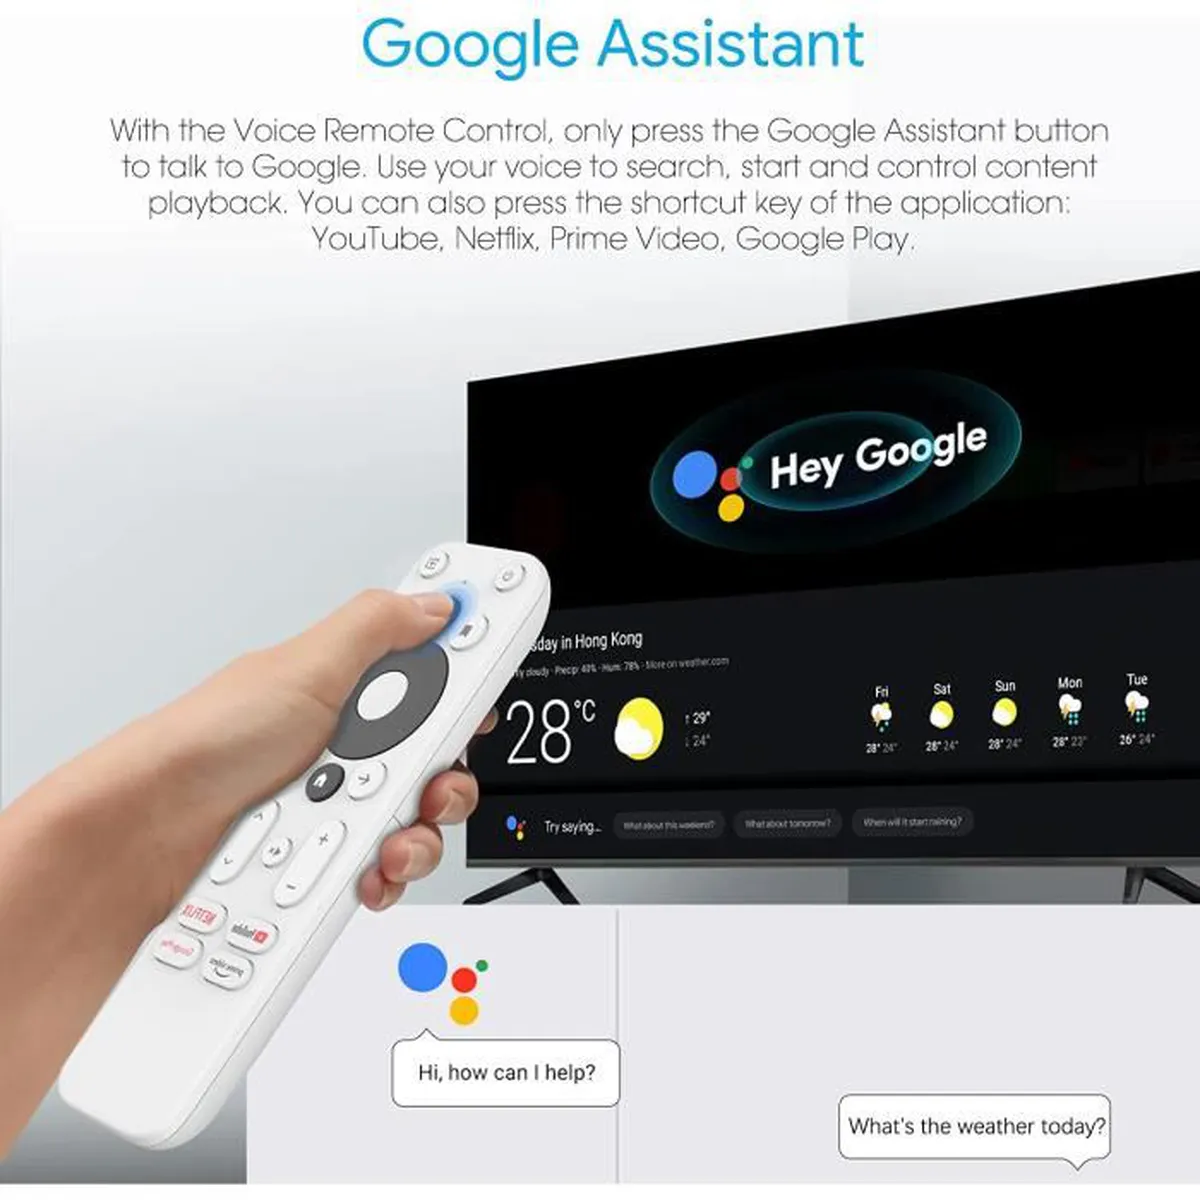 Google Assistant
With the Voice Remote Control, only press the Google Assistant button
to talk to Google. Use your voice to search, start and control content
playback. You can also press the shortcut key of the application:
YouTube, Netflix, Prime Video, Google Play.
Hey Google
sday in Hong Kong
cloudy · Precip: 40% · Hum: 78% · More on weather.com
28°C
↑ 29°
↓ 24°
Fri Sat Sun Mon Tue
28° 24° 28° 24° 28° 24° 28° 23° 26° 24°
Try saying... What about this weekend? What about tomorrow? When will it start raining?
NETFLIX
YouTube
Google Play
prime video
Hi, how can I help?
What's the weather today?